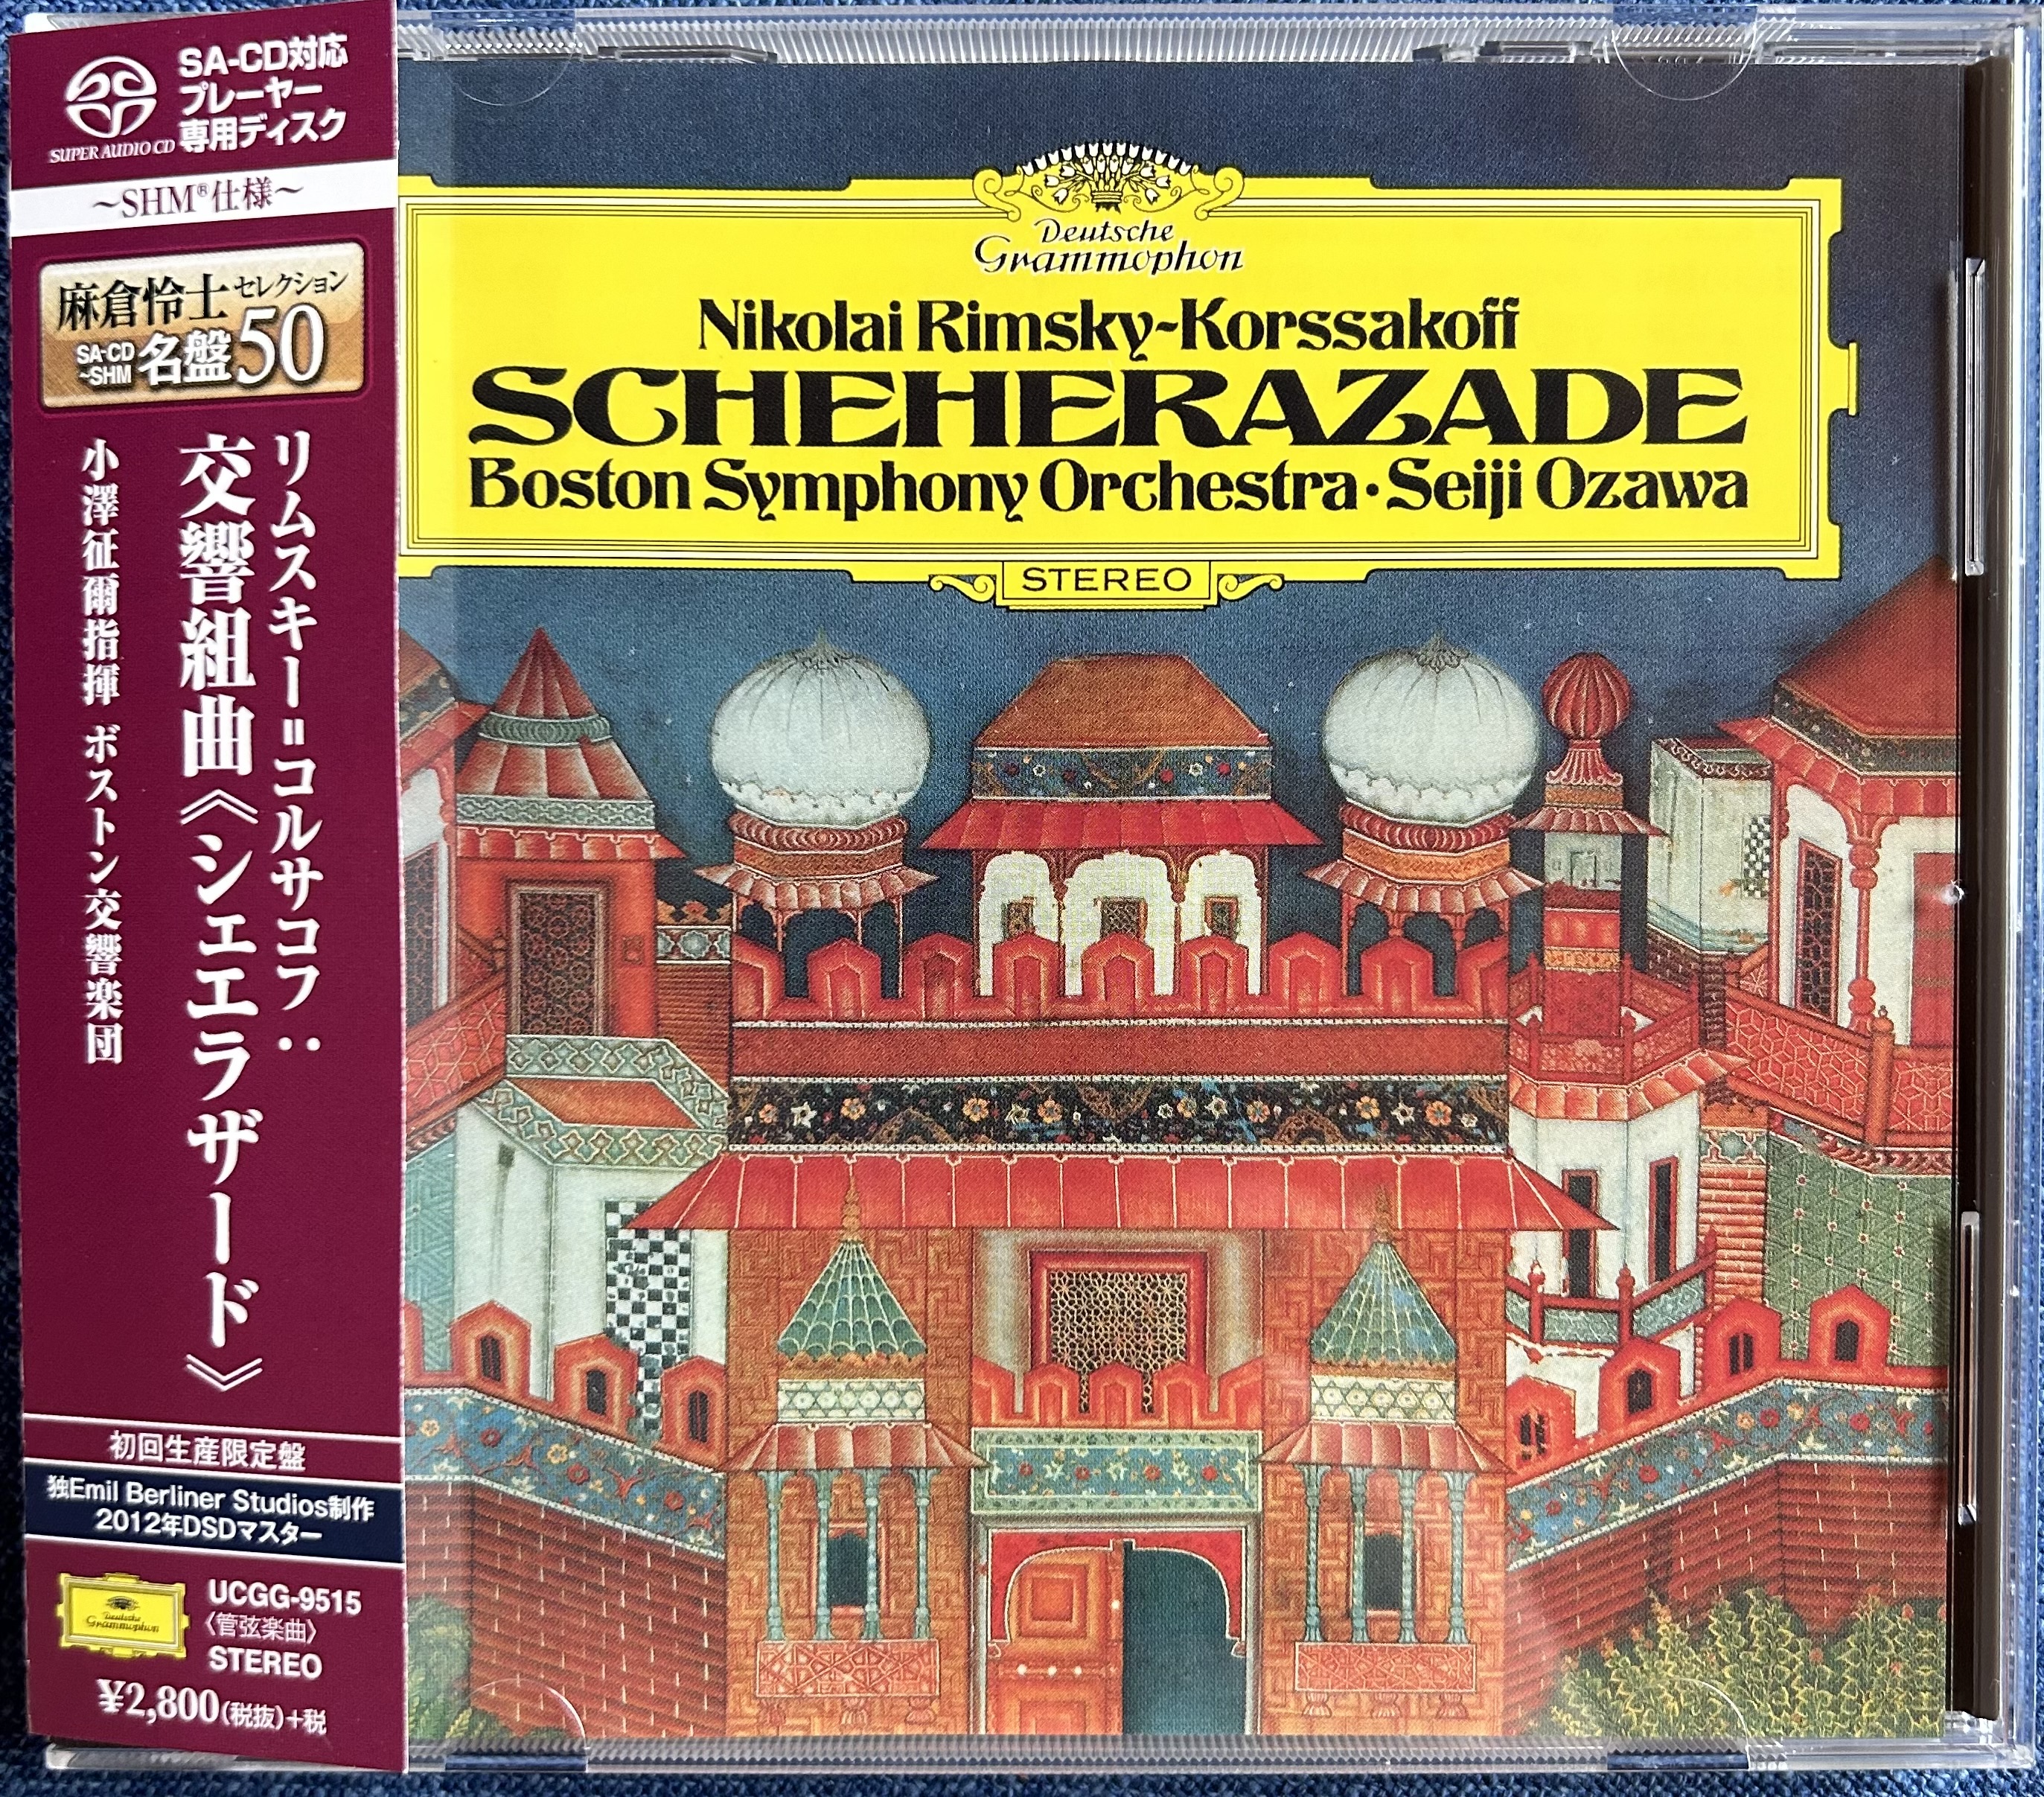 SUPER AUDIO CD
SA-CD対応
プレーヤー
専用ディスク
~SHM®仕様~
麻倉怜士セレクション
SA-CD
~SHM
名盤50
リムスキー=コルサコフ:
交響組曲《シェエラザード》
小澤征爾指揮 ボストン交響楽団
初回生産限定盤
独Emil Berliner Studios制作
2012年DSDマスター
Deutsche
Grammophon
UCGG-9515
〈管弦楽曲〉
STEREO
¥2,800(税抜)+税
Deutsche
Grammophon
Nikolai Rimsky-Korssakoff
SCHEHERAZADE
Boston Symphony Orchestra·Seiji Ozawa
STEREO